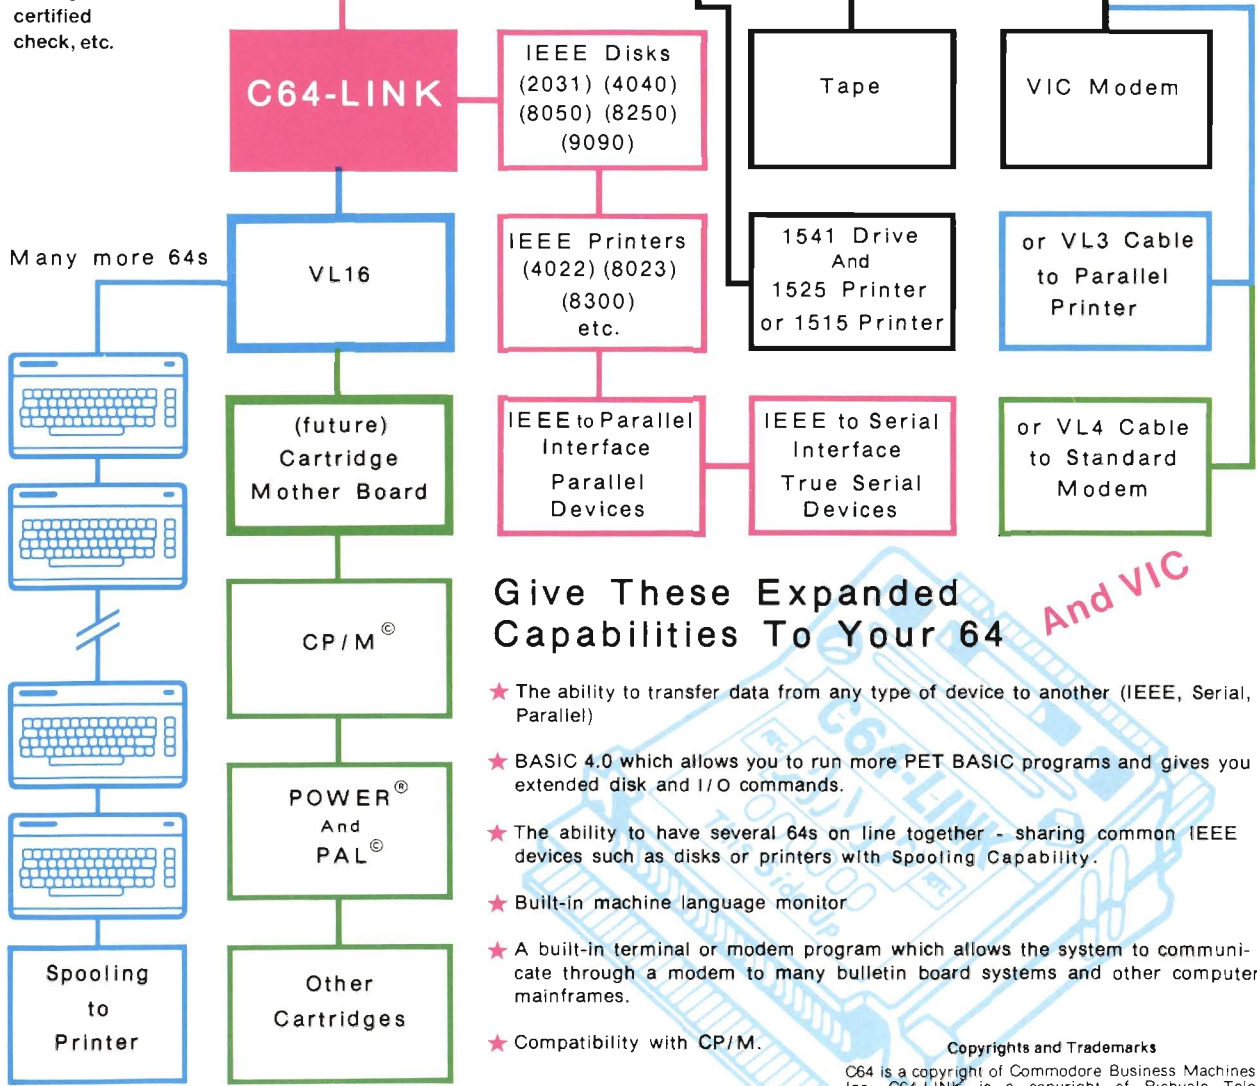 certified
check, etc.
C64-LINK
IEEE Disks
(2031) (4040)
(8050) (8250)
(9090)
Tape
VIC Modem
Many more 64s
VL16
IEEE Printers
(4022) (8023)
(8300)
etc.
1541 Drive
And
1525 Printer
or 1515 Printer
or VL3 Cable
to Parallel
Printer
(future)
Cartridge
Mother Board
IEEE to Parallel
Interface
Parallel
Devices
IEEE to Serial
Interface
True Serial
Devices
or VL4 Cable
to Standard
Modem
CP/M©
POWER®
And
PAL©
Other
Cartridges
Spooling
to
Printer
Give These Expanded
Capabilities To Your 64
And VIC
★ The ability to transfer data from any type of device to another (IEEE, Serial,
Parallel)
★ BASIC 4.0 which allows you to run more PET BASIC programs and gives you
extended disk and I/O commands.
★ The ability to have several 64s on line together - sharing common IEEE
devices such as disks or printers with Spooling Capability.
★ Built-in machine language monitor
★ A built-in terminal or modem program which allows the system to communi-
cate through a modem to many bulletin board systems and other computer
mainframes.
★ Compatibility with CP/M.
C64-LINK
This Side Up
Copyrights and Trademarks
C64 is a copyright of Commodore Business Machines